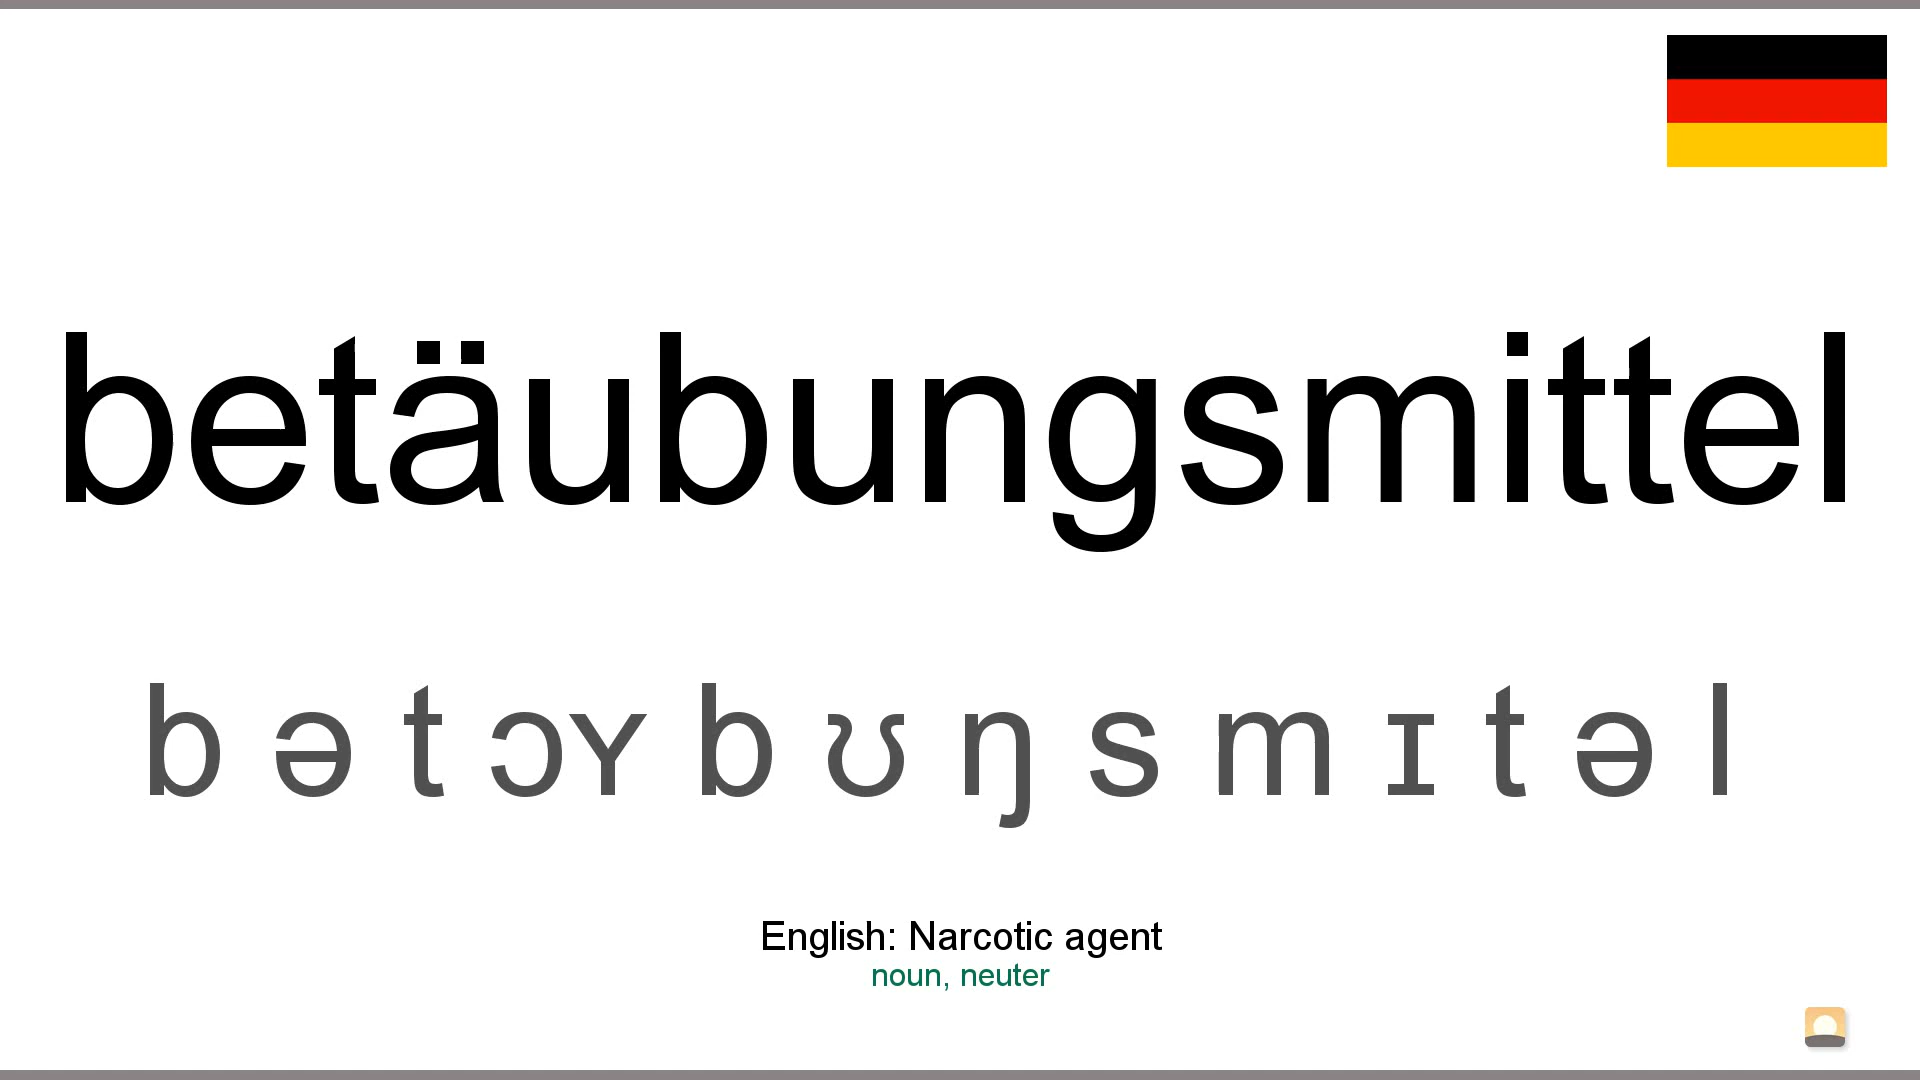 betäubungsmittel
b ə t ɔʏ b ʊ ŋ s m ɪ t ə l
English: Narcotic agent
noun, neuter